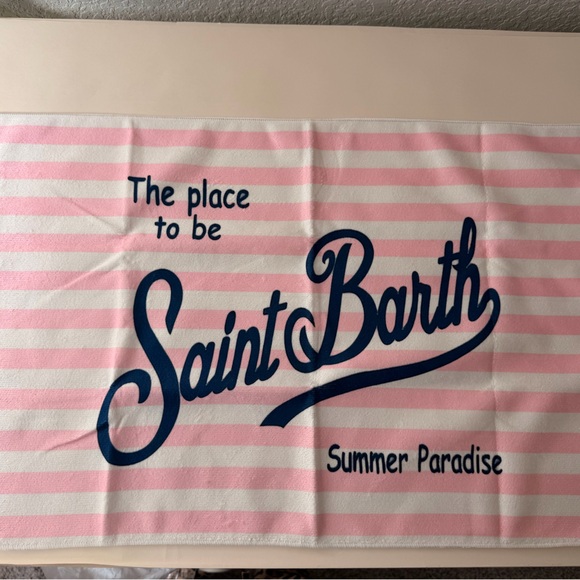 The place
to be
Saint Barth
Summer Paradise